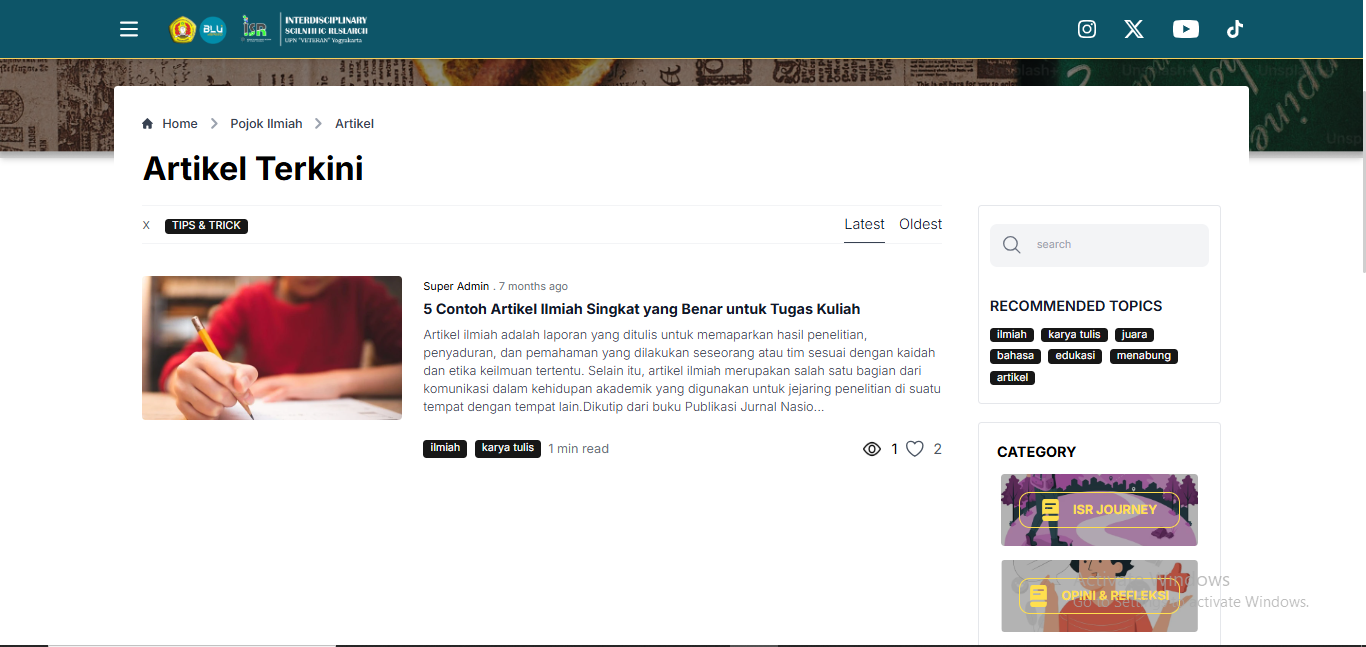 BLU
ISR
INTERDISCIPLINARY
SCIENTIFIC RESEARCH
UPN "VETERAN" Yogyakarta
Home
Pojok Ilmiah
Artikel
Artikel Terkini
X
TIPS & TRICK
Latest
Oldest
Super Admin . 7 months ago
5 Contoh Artikel Ilmiah Singkat yang Benar untuk Tugas Kuliah
Artikel ilmiah adalah laporan yang ditulis untuk memaparkan hasil penelitian,
penyaduran, dan pemahaman yang dilakukan seseorang atau tim sesuai dengan kaidah
dan etika keilmuan tertentu. Selain itu, artikel ilmiah merupakan salah satu bagian dari
komunikasi dalam kehidupan akademik yang digunakan untuk jejaring penelitian di suatu
tempat dengan tempat lain.Dikutip dari buku Publikasi Jurnal Nasio...
ilmiah
karya tulis
1 min read
1
2
search
RECOMMENDED TOPICS
ilmiah
karya tulis
juara
bahasa
edukasi
menabung
artikel
CATEGORY
ISR JOURNEY
OPINI & REFLEKSI
Activate Windows
Go to Settings to activate Windows.